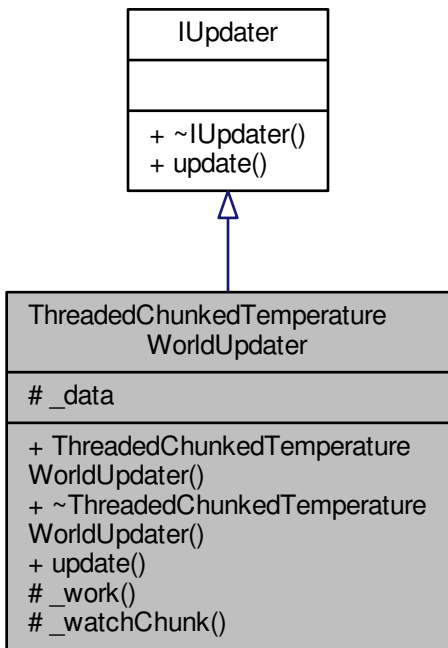 IUpdater
+ ~IUpdater()
+ update()
ThreadedChunkedTemperature
WorldUpdater
# _data
+ ThreadedChunkedTemperature
WorldUpdater()
+ ~ThreadedChunkedTemperature
WorldUpdater()
+ update()
# _work()
# _watchChunk()